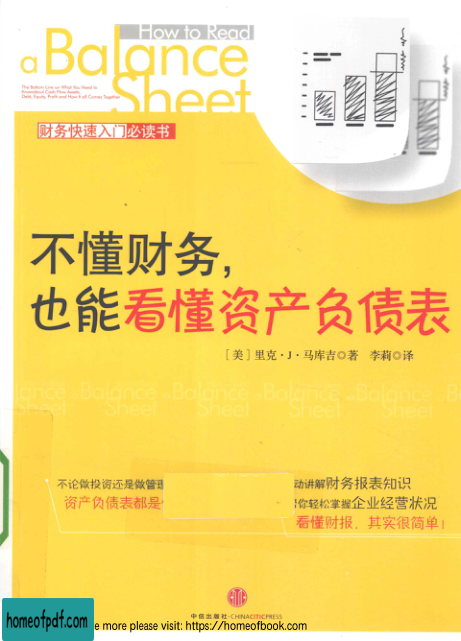 How to Read
a Balance
Sheet
The Bottom Line on What You Need to
Know about Cash Flow, Assets,
Debt, Equity, Profit and How It all Comes Together
财务快速入门必读书
不懂财务，
也能看懂资产负债表
[美]里克·J·马库吉◎著 李莉◎译
不论做投资还是做管理 动讲解财务报表知识
资产负债表都是 你轻松掌握企业经营状况
看懂财报，其实很简单！
中信出版社·CHINACITICPRESS
homeofpdf.com
e more please visit: https://homeofbook.com